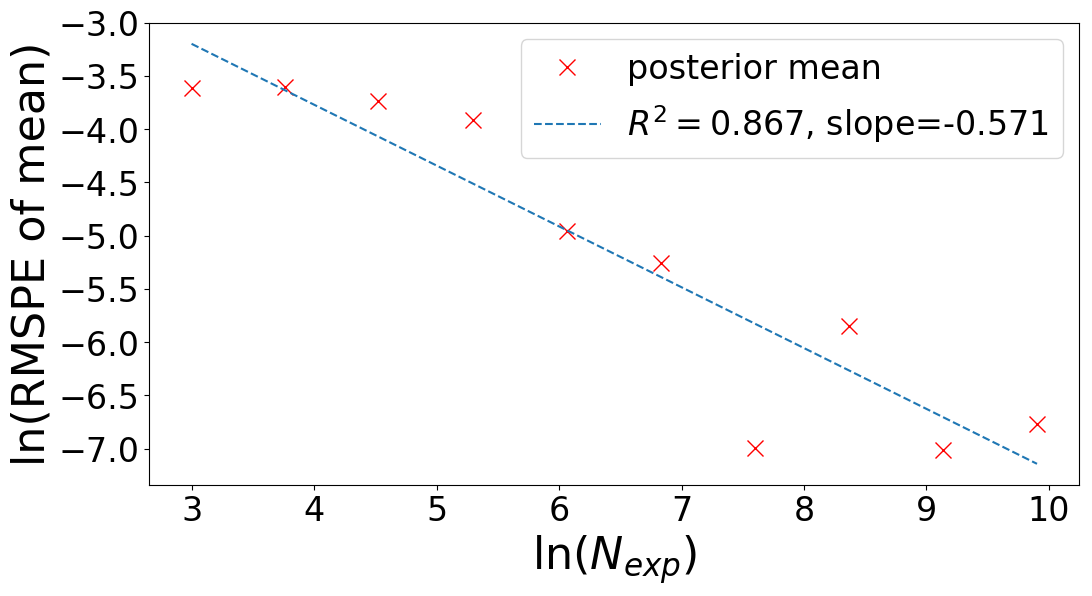 ln(RMSPE of mean)
−3.0
−3.5
−4.0
−4.5
−5.0
−5.5
−6.0
−6.5
−7.0
posterior mean
R² = 0.867, slope=-0.571
3 4 5 6 7 8 9 10
ln(N_exp)